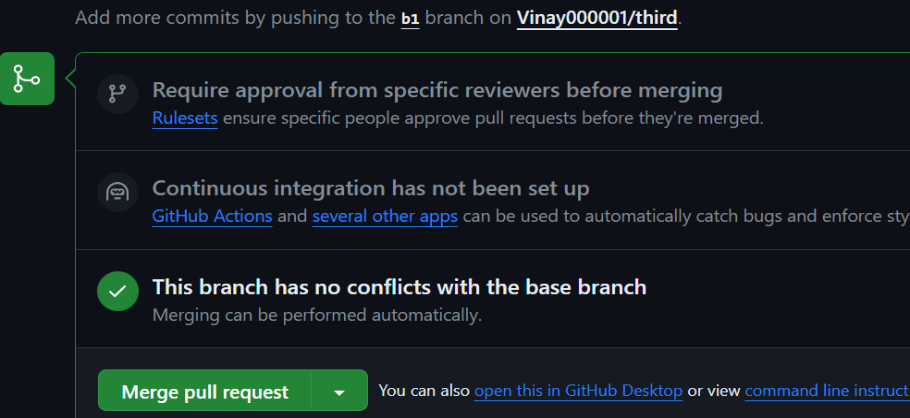 Add more commits by pushing to the b1 branch on Vinay000001/third.
Require approval from specific reviewers before merging
Rulesets ensure specific people approve pull requests before they're merged.
Continuous integration has not been set up
GitHub Actions and several other apps can be used to automatically catch bugs and enforce sty
This branch has no conflicts with the base branch
Merging can be performed automatically.
Merge pull request
You can also open this in GitHub Desktop or view command line instruct